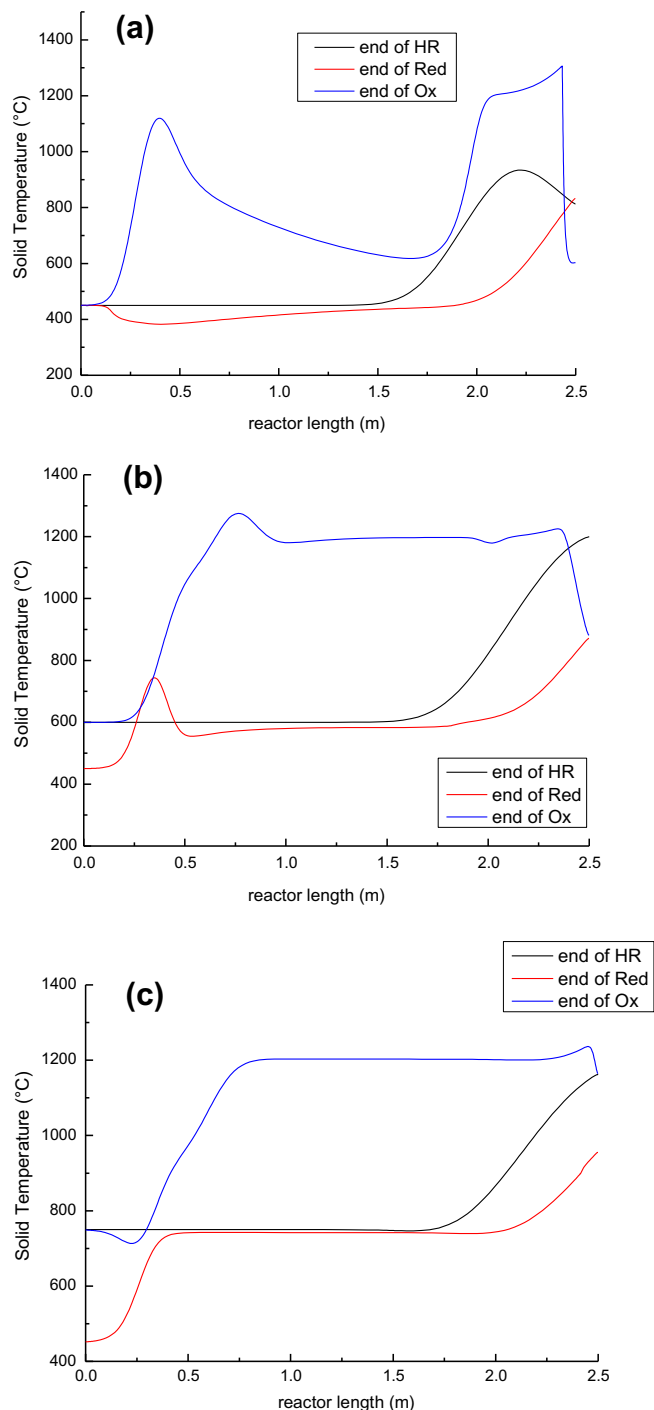 (a)
end of HR
end of Red
end of Ox
1400
1200
1000
800
600
400
200
Solid Temperature (°C)
0.0 0.5 1.0 1.5 2.0 2.5
reactor length (m)
(b)
1400
1200
1000
800
600
400
200
Solid Temperature (°C)
end of HR
end of Red
end of Ox
0.0 0.5 1.0 1.5 2.0 2.5
reactor length (m)
end of HR
end of Red
end of Ox
(c)
1400
1200
1000
800
600
400
Solid Temperature (°C)
0.0 0.5 1.0 1.5 2.0 2.5
reactor length (m)